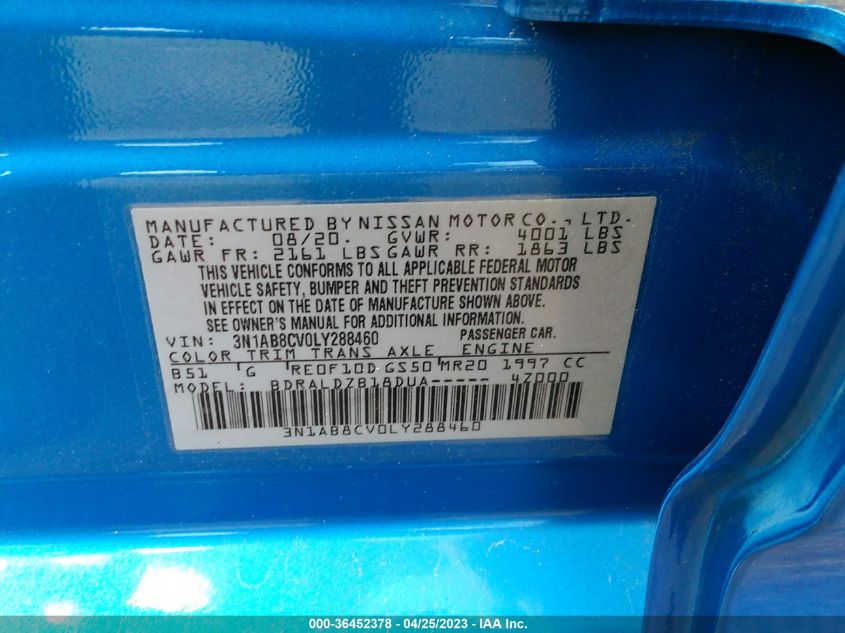 MANUFACTURED BY NISSAN MOTOR CO., LTD.
DATE: 08/20. GVWR: 4001 LBS
GAWR FR: 2161 LBS GAWR RR: 1863 LBS
THIS VEHICLE CONFORMS TO ALL APPLICABLE FEDERAL MOTOR
VEHICLE SAFETY, BUMPER AND THEFT PREVENTION STANDARDS
IN EFFECT ON THE DATE OF MANUFACTURE SHOWN ABOVE.
SEE OWNER'S MANUAL FOR ADDITIONAL INFORMATION.
VIN: 3N1AB8CV0LY288460 PASSENGER CAR.
COLOR TRIM TRANS AXLE ENGINE
B51 G RE0F10D GS50 MR20 1997 CC
MODEL: BDRALDZB18DUA----- 4Z000
3N1AB8CV0LY288460
000-36452378 - 04/25/2023 - IAA Inc.